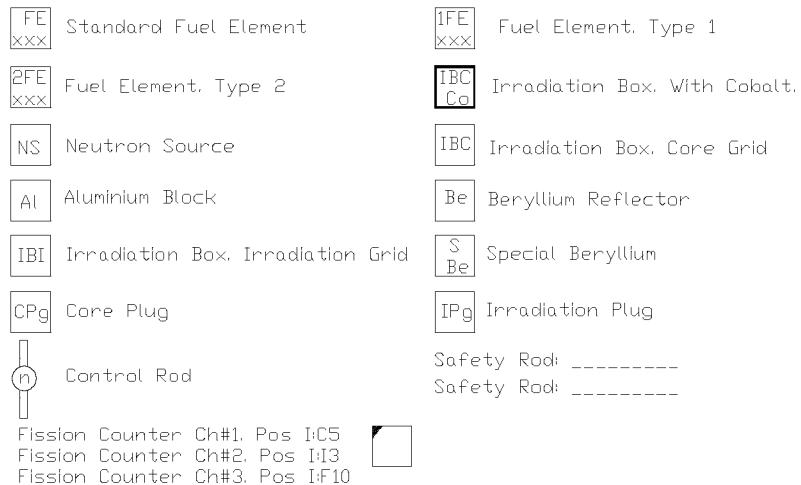 FE
xxx
Standard Fuel Element
1FE
xxx
Fuel Element. Type 1
2FE
xxx
Fuel Element. Type 2
IBC
Co
Irradiation Box. With Cobalt.
NS
Neutron Source
IBC
Irradiation Box. Core Grid
Al
Aluminium Block
Be
Beryllium Reflector
IBI
Irradiation Box. Irradiation Grid
S
Be
Special Beryllium
CPg
Core Plug
IPg
Irradiation Plug
n
Control Rod
Safety Rod: _________
Safety Rod: _________
Fission Counter Ch#1. Pos I:C5
Fission Counter Ch#2. Pos I:I3
Fission Counter Ch#3. Pos I:F10